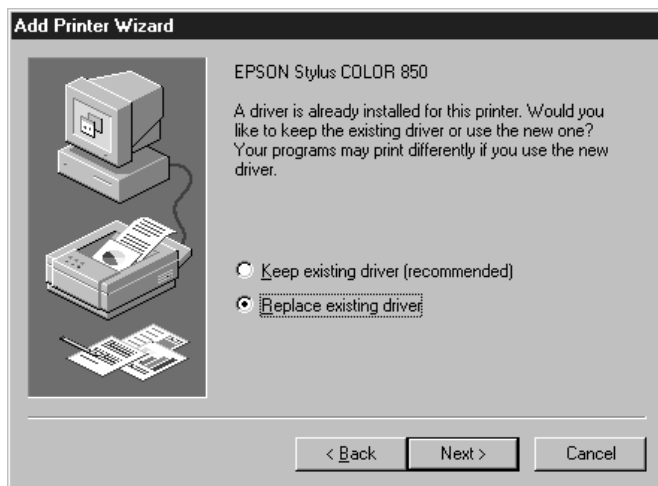 Add Printer Wizard
EPSON Stylus COLOR 850
A driver is already installed for this printer. Would you
like to keep the existing driver or use the new one?
Your programs may print differently if you use the new
driver.
Keep existing driver (recommended)
Replace existing driver
< Back
Next >
Cancel